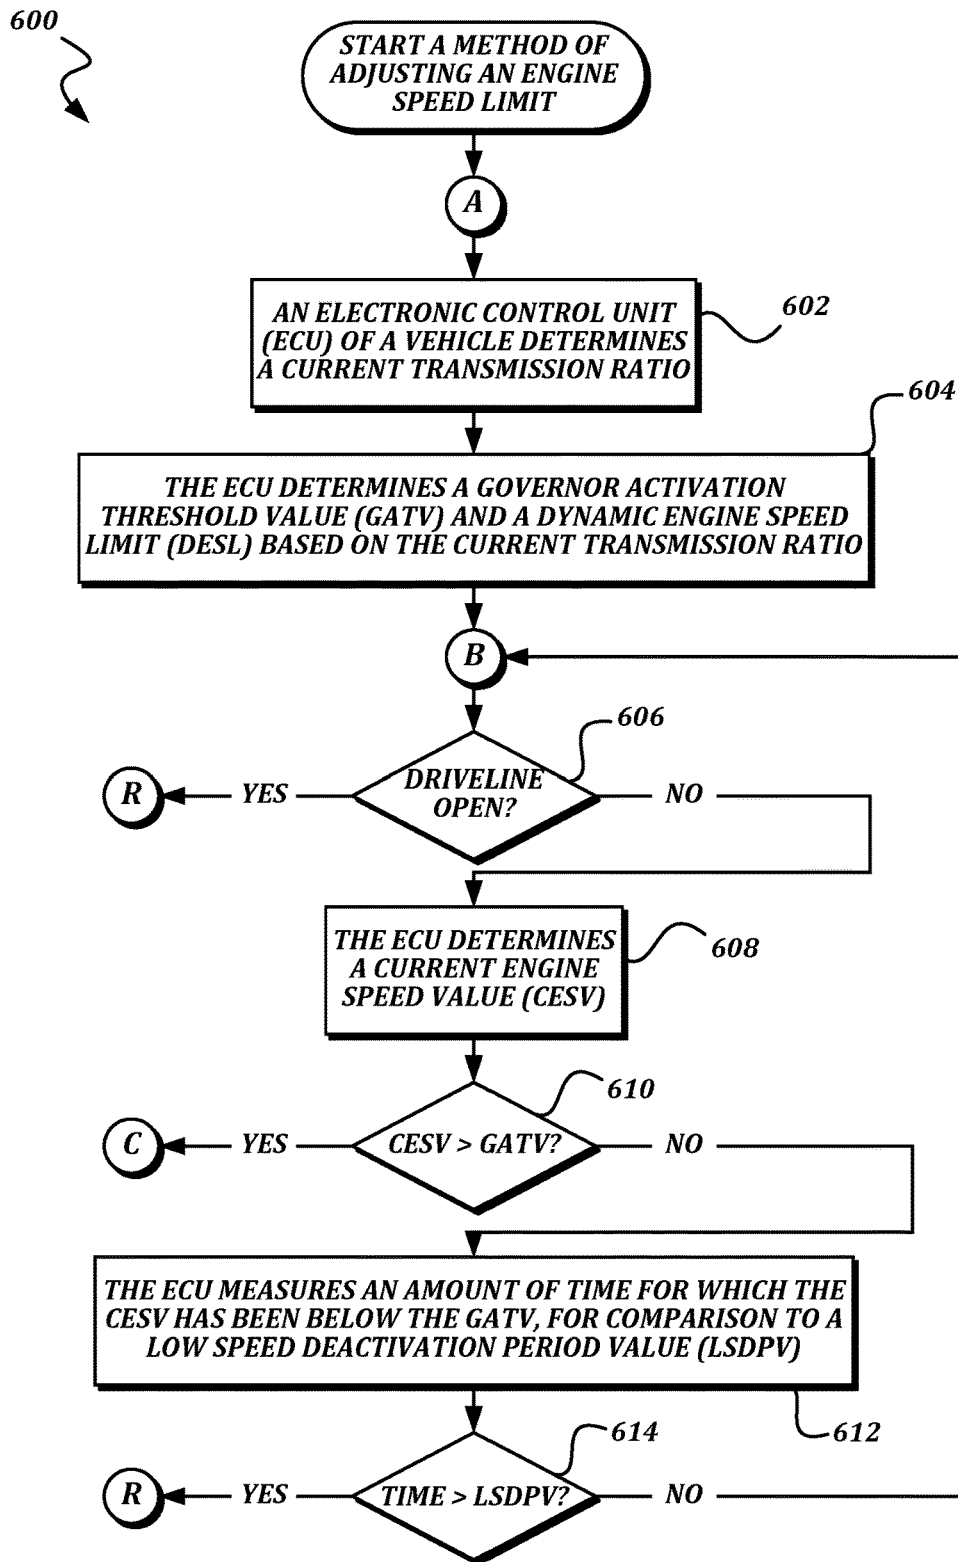 600
START A METHOD OF
ADJUSTING AN ENGINE
SPEED LIMIT
A
AN ELECTRONIC CONTROL UNIT
(ECU) OF A VEHICLE DETERMINES
A CURRENT TRANSMISSION RATIO
602
604
THE ECU DETERMINES A GOVERNOR ACTIVATION
THRESHOLD VALUE (GATV) AND A DYNAMIC ENGINE SPEED
LIMIT (DESL) BASED ON THE CURRENT TRANSMISSION RATIO
B
606
DRIVELINE
OPEN?
R
YES
NO
THE ECU DETERMINES
A CURRENT ENGINE
SPEED VALUE (CESV)
608
610
C
YES
CESV > GATV?
NO
THE ECU MEASURES AN AMOUNT OF TIME FOR WHICH THE
CESV HAS BEEN BELOW THE GATV, FOR COMPARISON TO A
LOW SPEED DEACTIVATION PERIOD VALUE (LSDPV)
612
614
R
YES
TIME > LSDPV?
NO